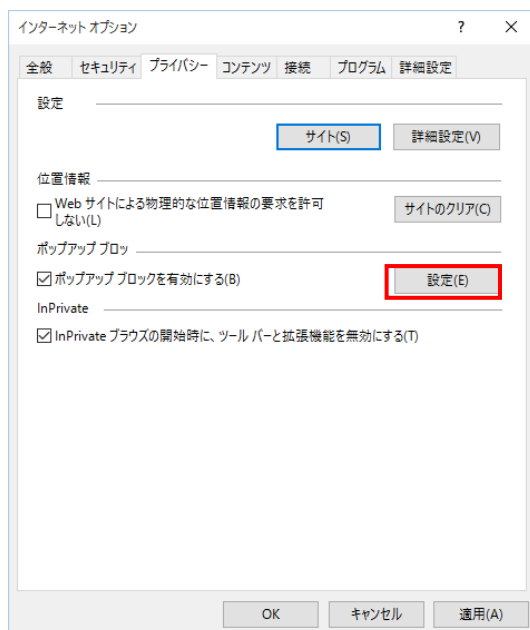 インターネット オプション ? ×
全般 セキュリティ プライバシー コンテンツ 接続 プログラム 詳細設定
設定
サイト(S) 詳細設定(V)
位置情報
Web サイトによる物理的な位置情報の要求を許可
しない(L)
サイトのクリア(C)
ポップアップ ブロッ
ポップアップ ブロックを有効にする(B) 設定(E)
InPrivate
InPrivate ブラウズの開始時に、ツール バーと拡張機能を無効にする(T)
OK キャンセル 適用(A)